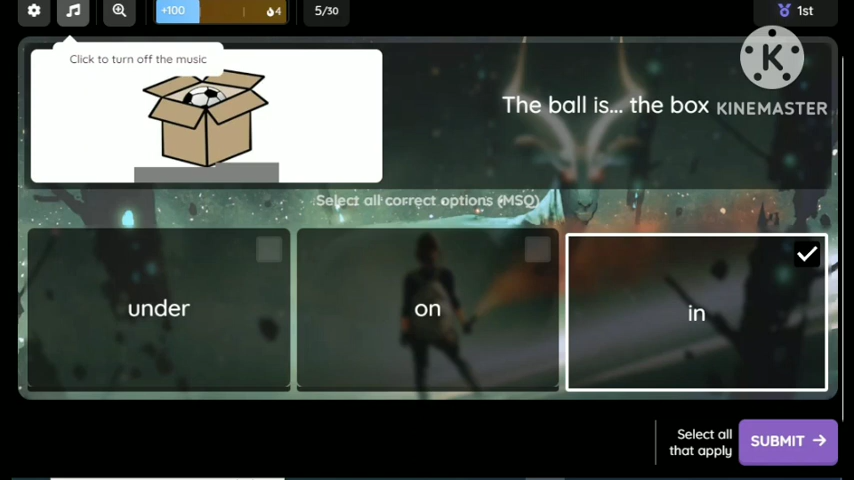 +100
4
5/30
1st
Click to turn off the music
K
The ball is... the box
KINEMASTER
Select all correct options (MSQ)
under
on
in
Select all
that apply
SUBMIT →